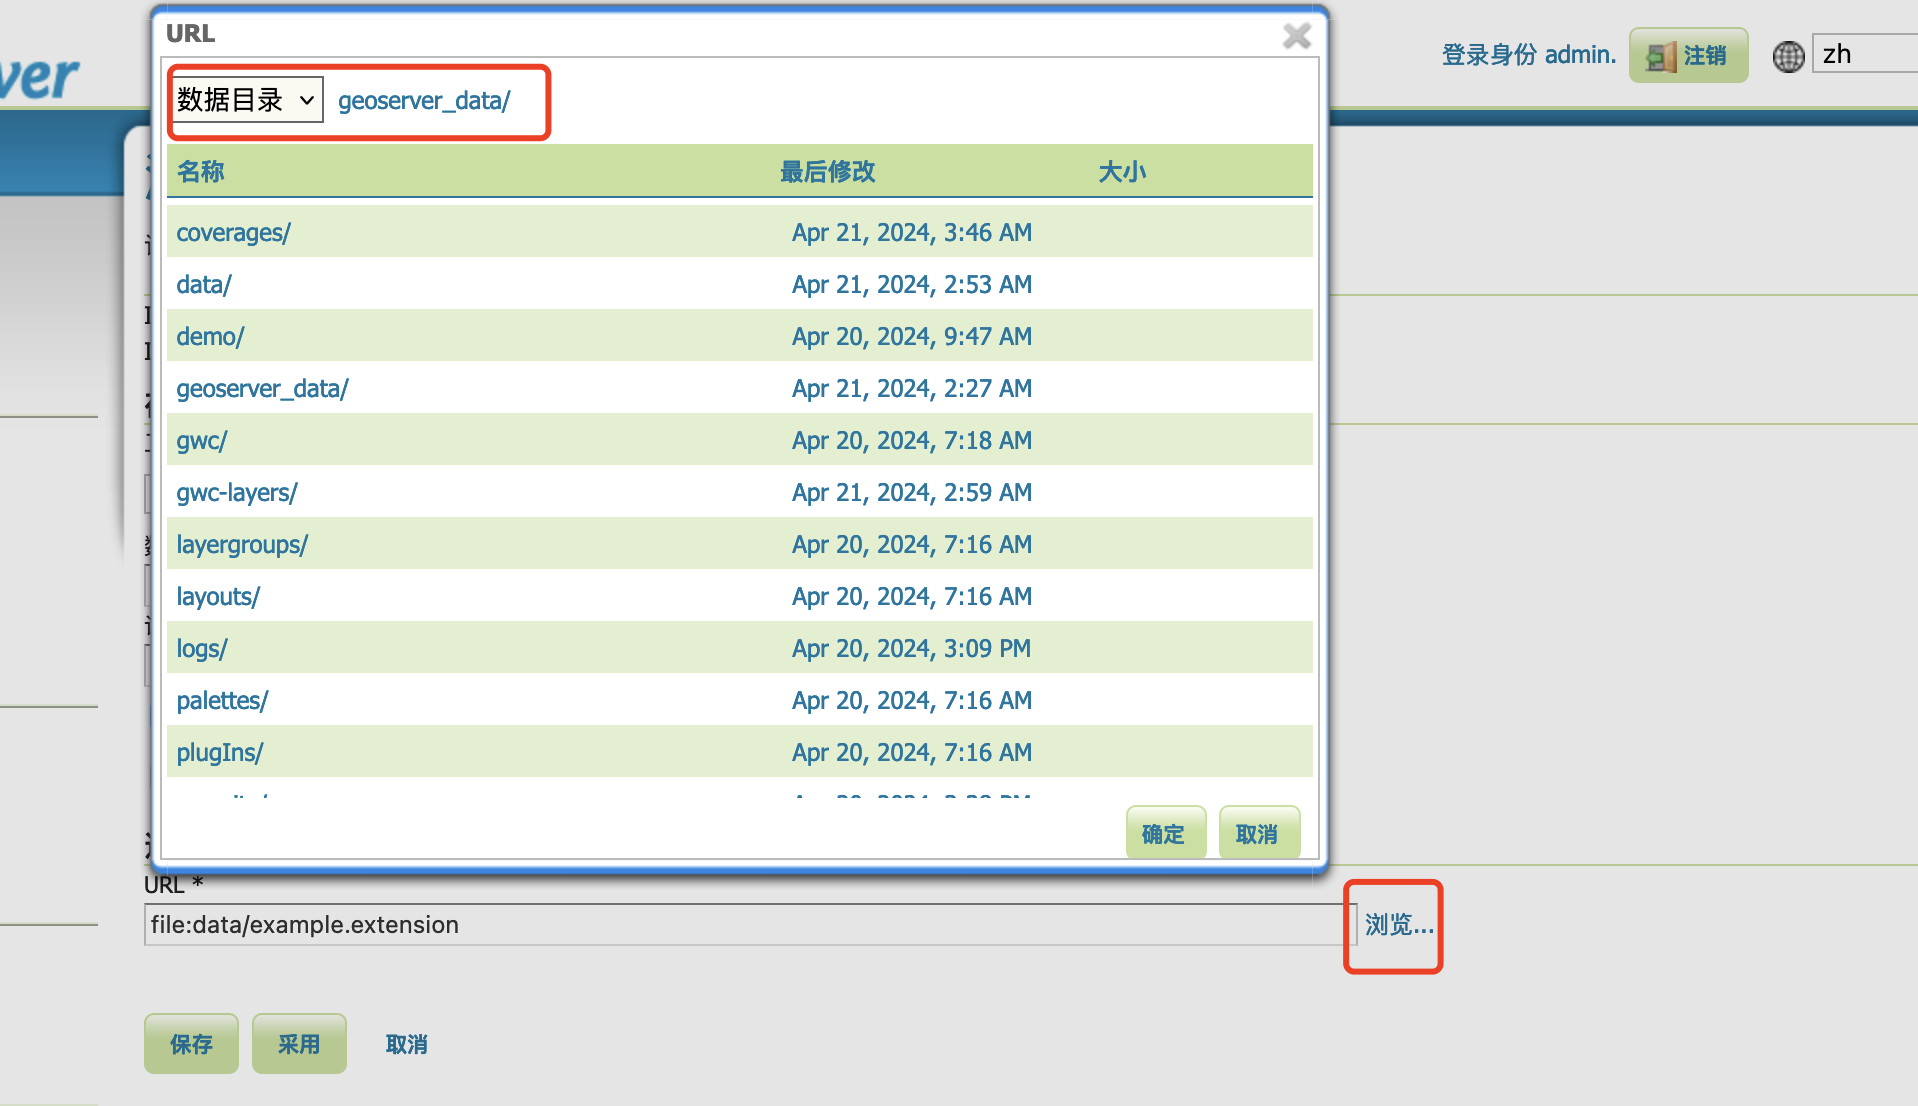 URL
ver
登录身份 admin.
注销
zh
数据目录
geoserver_data/
名称 最后修改 大小
coverages/ Apr 21, 2024, 3:46 AM
data/ Apr 21, 2024, 2:53 AM
demo/ Apr 20, 2024, 9:47 AM
geoserver_data/ Apr 21, 2024, 2:27 AM
gwc/ Apr 20, 2024, 7:18 AM
gwc-layers/ Apr 21, 2024, 2:59 AM
layergroups/ Apr 20, 2024, 7:16 AM
layouts/ Apr 20, 2024, 7:16 AM
logs/ Apr 20, 2024, 3:09 PM
palettes/ Apr 20, 2024, 7:16 AM
plugIns/ Apr 20, 2024, 7:16 AM
确定 取消
URL *
file:data/example.extension
浏览...
保存 采用 取消